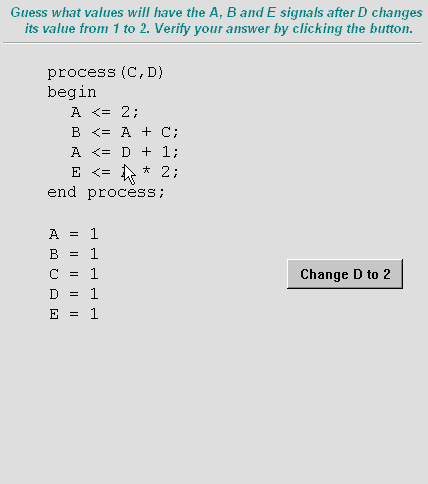 Guess what values will have the A, B and E signals after D changes
its value from 1 to 2. Verify your answer by clicking the button.
process(C,D)
begin
A <= 2;
B <= A + C;
A <= D + 1;
E <= * 2;
end process;
A = 1
B = 1
C = 1
D = 1
E = 1
Change D to 2